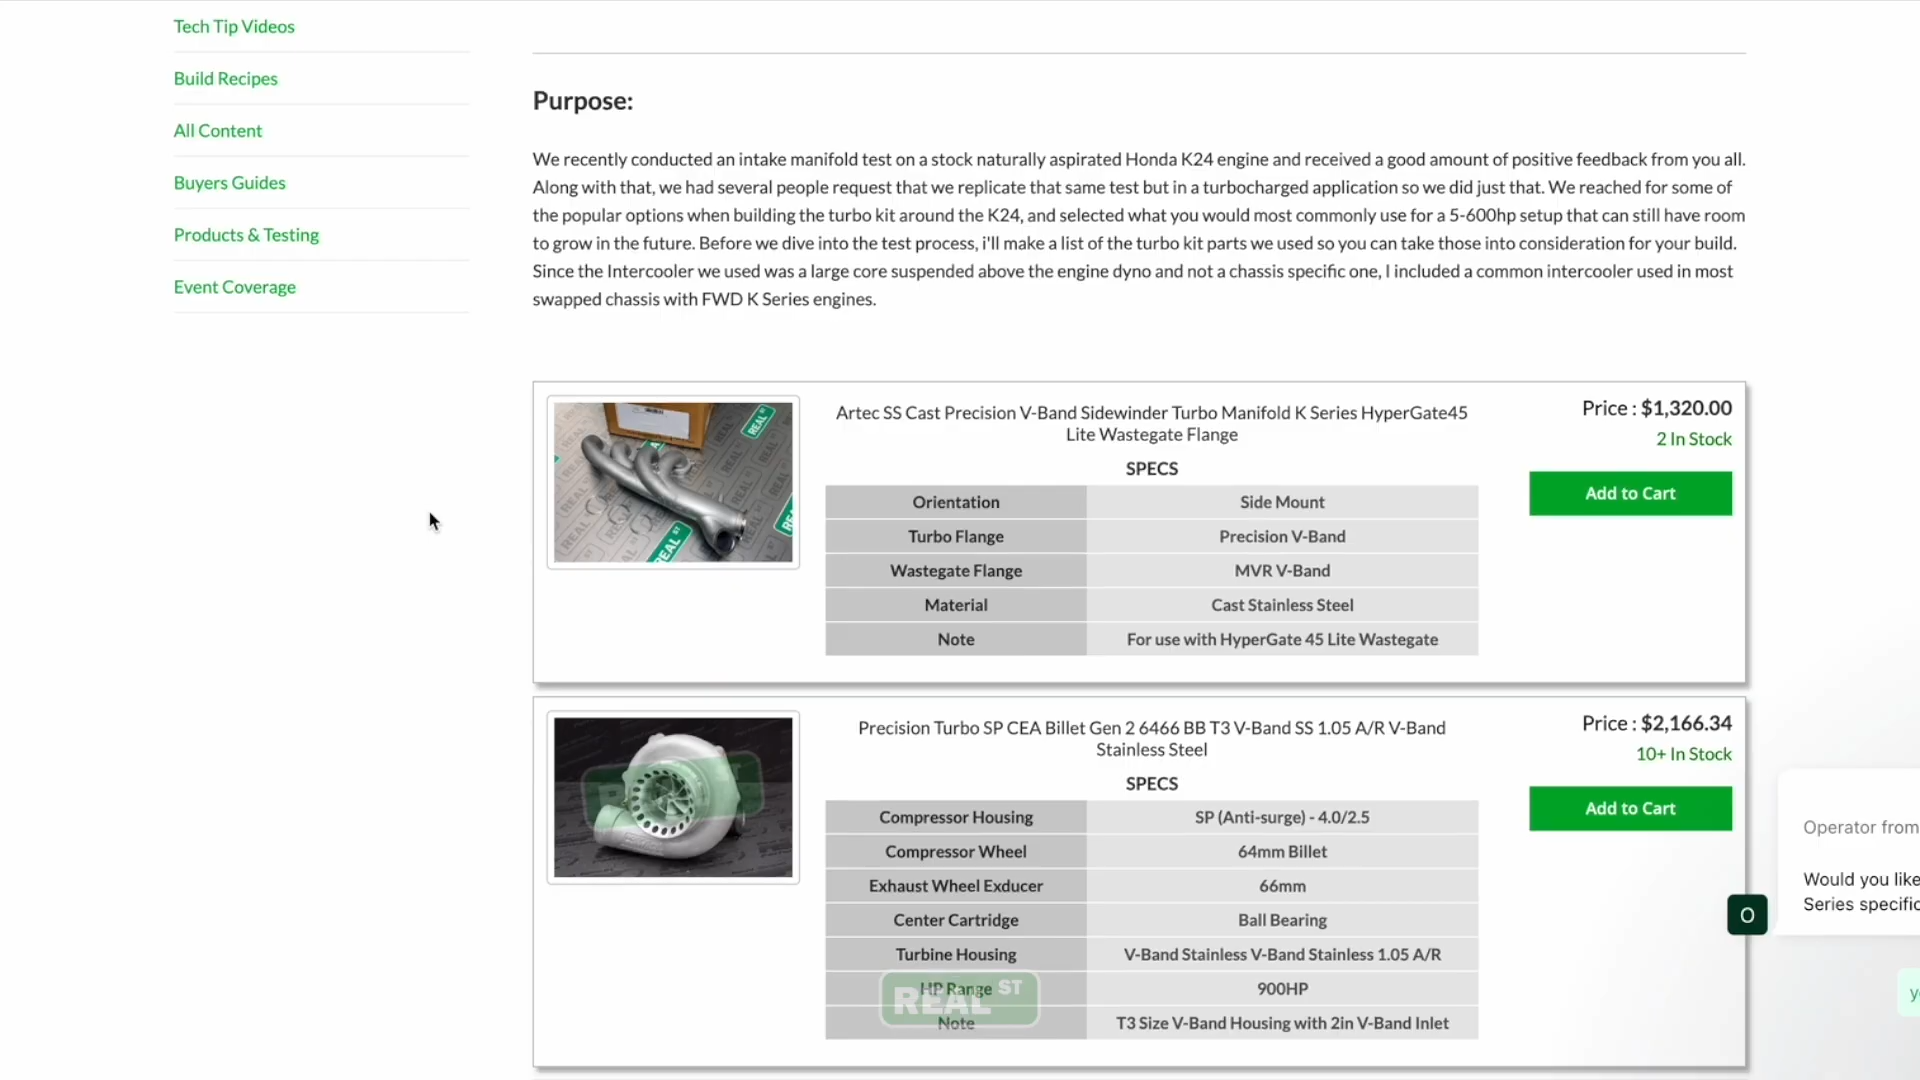 Tech Tip Videos
Build Recipes
All Content
Buyers Guides
Products & Testing
Event Coverage
Purpose:
We recently conducted an intake manifold test on a stock naturally aspirated Honda K24 engine and received a good amount of positive feedback from you all.
Along with that, we had several people request that we replicate that same test but in a turbocharged application so we did just that. We reached for some of
the popular options when building the turbo kit around the K24, and selected what you would most commonly use for a 5-600hp setup that can still have room
to grow in the future. Before we dive into the test process, i'll make a list of the turbo kit parts we used so you can take those into consideration for your build.
Since the Intercooler we used was a large core suspended above the engine dyno and not a chassis specific one, I included a common intercooler used in most
swapped chassis with FWD K Series engines.
REAL ST
REAL
REAL ST
Artec SS Cast Precision V-Band Sidewinder Turbo Manifold K Series HyperGate45
Lite Wastegate Flange
SPECS
Orientation Side Mount
Turbo Flange Precision V-Band
Wastegate Flange MVR V-Band
Material Cast Stainless Steel
Note For use with HyperGate 45 Lite Wastegate
Price : $1,320.00
2 In Stock
Add to Cart
Precision Turbo SP CEA Billet Gen 2 6466 BB T3 V-Band SS 1.05 A/R V-Band
Stainless Steel
SPECS
Compressor Housing SP (Anti-surge) - 4.0/2.5
Compressor Wheel 64mm Billet
Exhaust Wheel Exducer 66mm
Center Cartridge Ball Bearing
Turbine Housing V-Band Stainless V-Band Stainless 1.05 A/R
HP Range 900HP
Note T3 Size V-Band Housing with 2in V-Band Inlet
REAL ST
Price : $2,166.34
10+ In Stock
Add to Cart
Operator from
Would you like
Series specific
O